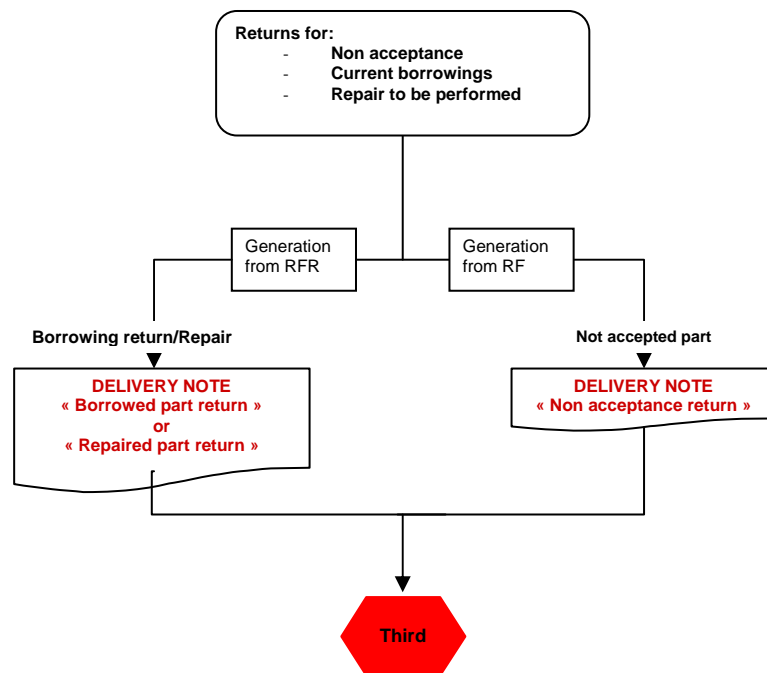 Returns for:
- Non acceptance
- Current borrowings
- Repair to be performed
Generation
from RFR
Generation
from RF
Borrowing return/Repair
Not accepted part
DELIVERY NOTE
« Borrowed part return »
or
« Repaired part return »
DELIVERY NOTE
« Non acceptance return »
Third